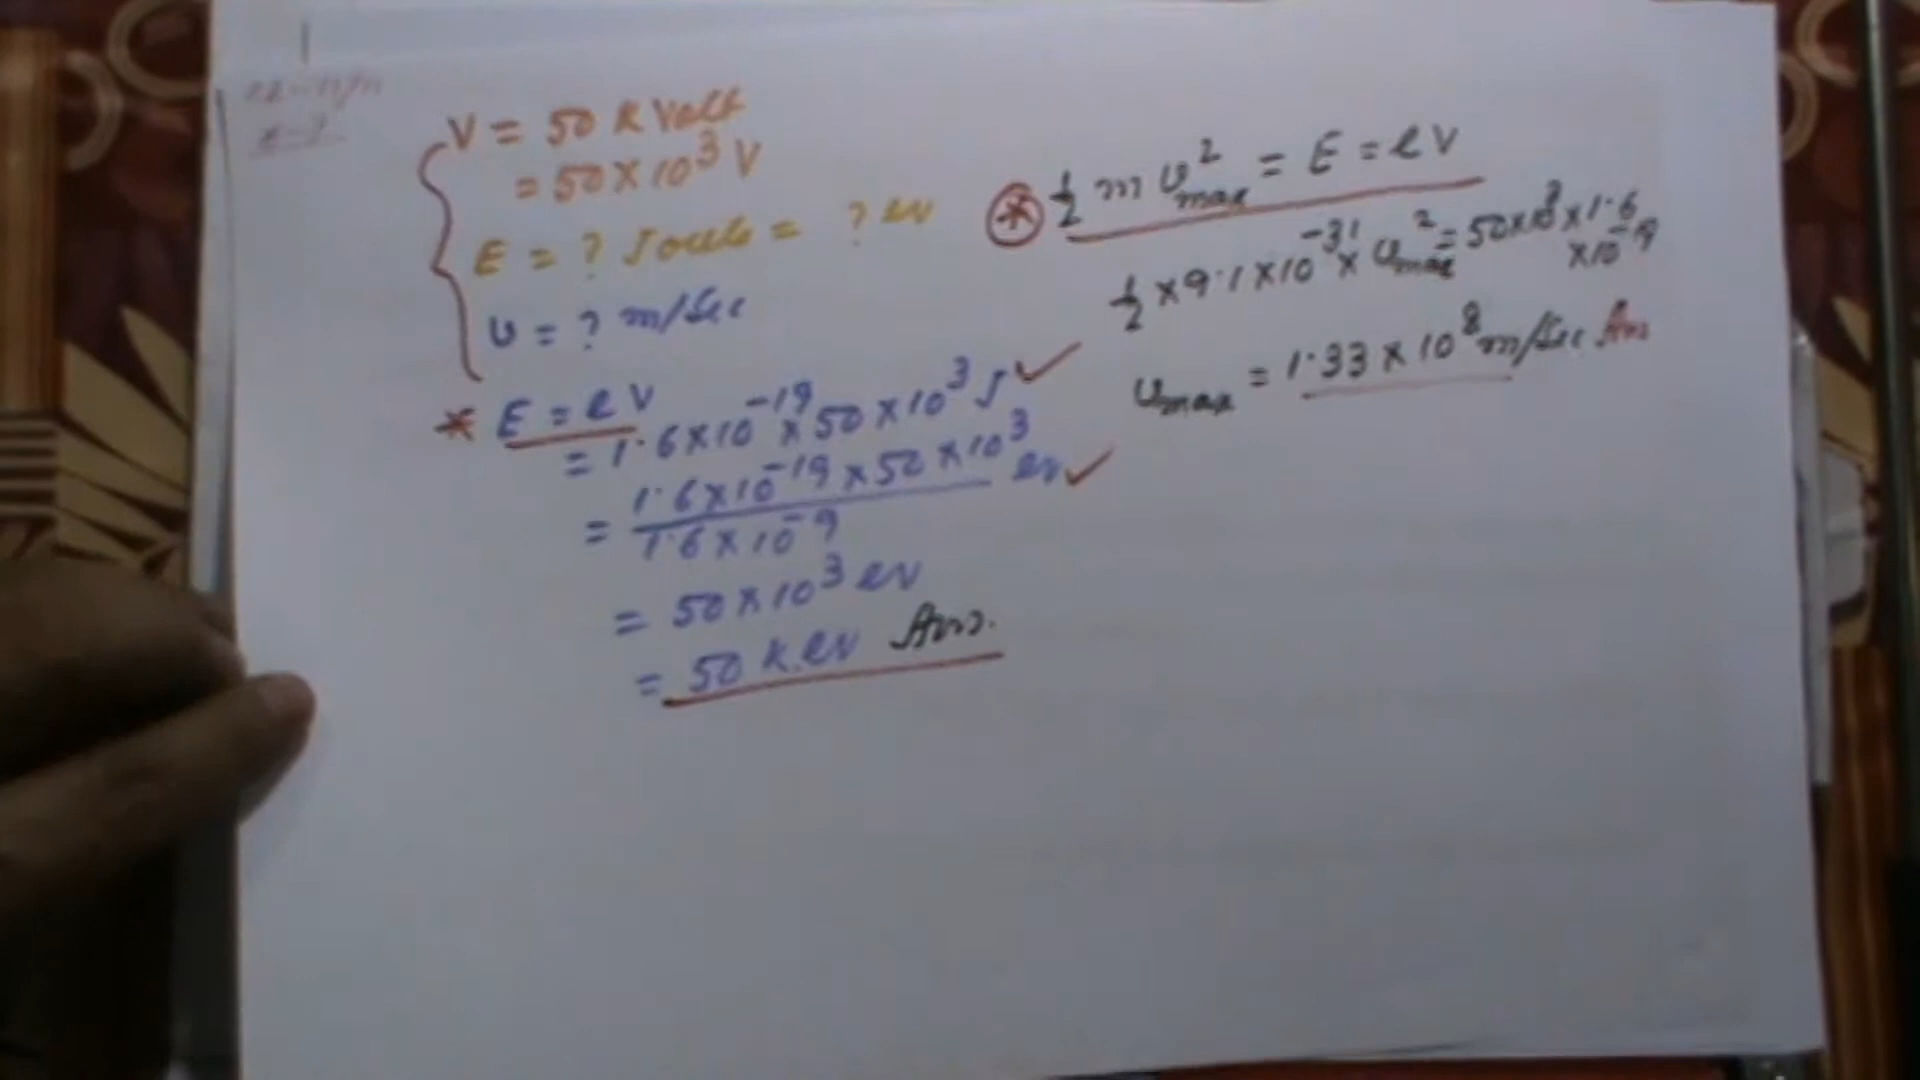 V = 50 k Volt
= 50 × 10³ V
E = ? Joule = ? ev
υ = ? m/sec
* E = eV
= 1.6×10⁻¹⁹ × 50 × 10³ J ✓
= 1.6×10⁻¹⁹ × 50 × 10³ / 1.6×10⁻⁹ ev ✓
= 50 × 10³ ev
= 50 k.ev Ans.
* ½ m υ²max = E = eV
½ × 9.1 × 10⁻³¹ × υ²max = 50 × 10³ × 1.6
× 10⁻¹⁹
υmax = 1.33 × 10⁸ m/sec Ans